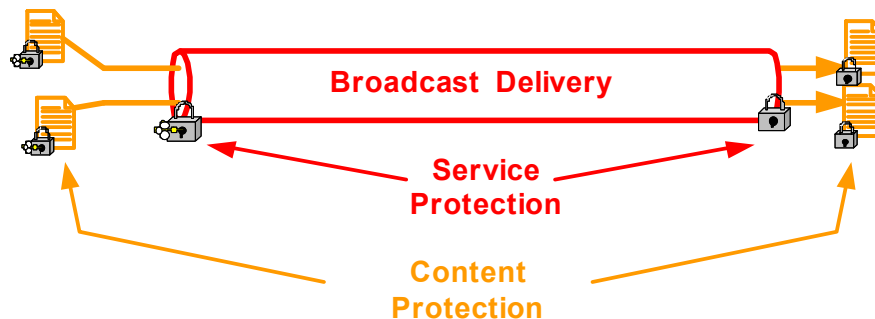 Broadcast Delivery
Service
Protection
Content
Protection